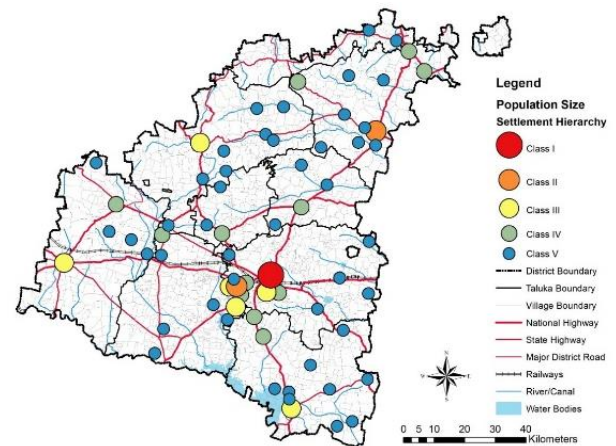 Legend
Population Size
Settlement Hierarchy
Class I
Class II
Class III
Class IV
Class V
District Boundary
Taluka Boundary
Village Boundary
National Highway
State Highway
Major District Road
Railways
River/Canal
Water Bodies
0 5 10 20 30 40
Kilometers